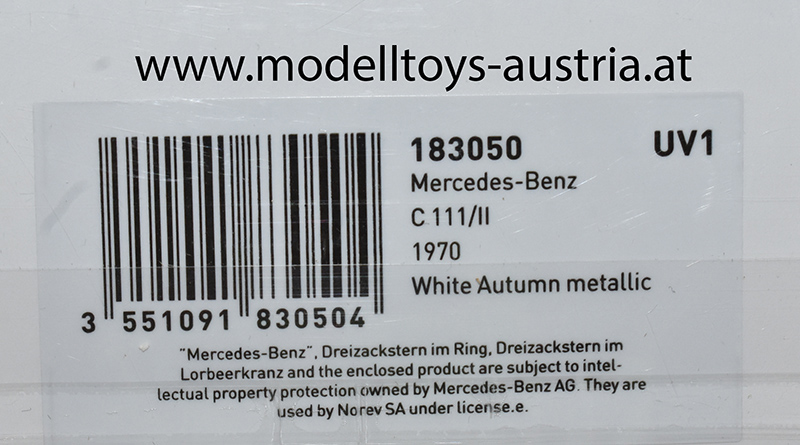 www.modelltoys-austria.at
183050 UV1
Mercedes-Benz
C 111/II
1970
White Autumn metallic
3 551091 830504
"Mercedes-Benz", Dreizackstern im Ring, Dreizackstern im
Lorbeerkranz and the enclosed product are subject to intel-
lectual property protection owned by Mercedes-Benz AG. They are
used by Norev SA under license.e.